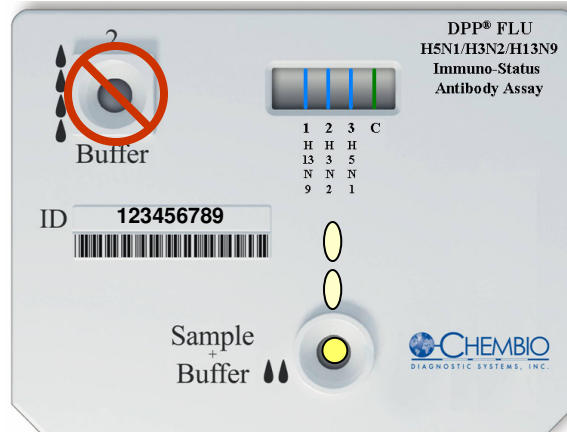 DPP® FLU
H5N1/H3N2/H13N9
Immuno-Status
Antibody Assay
2
Buffer
1 2 3 C
H H H
13 3 5
N N N
9 2 1
ID 123456789
Sample
+
Buffer
CHEMBIO
DIAGNOSTIC SYSTEMS, INC.